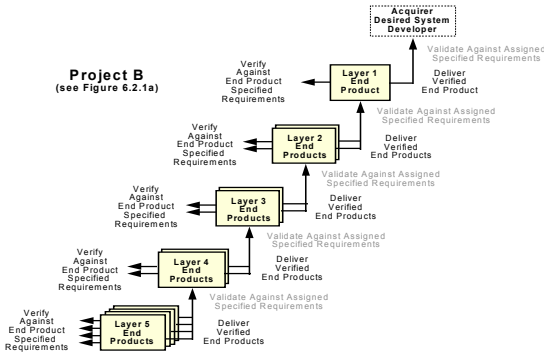 Acquirer
Desired System
Developer
Validate Against Assigned
Specified Requirements
Project B
(see Figure 6.2.1a)
Verify
Against
End Product
Specified
Requirements
Layer 1
End
Product
Deliver
Verified
End Product
Validate Against Assigned
Specified Requirements
Verify
Against
End Product
Specified
Requirements
Layer 2
End
Products
Deliver
Verified
End Products
Validate Against Assigned
Specified Requirements
Verify
Against
End Product
Specified
Requirements
Layer 3
End
Products
Deliver
Verified
End Products
Validate Against Assigned
Specified Requirements
Verify
Against
End Product
Specified
Requirements
Layer 4
End
Products
Deliver
Verified
End Products
Validate Against Assigned
Specified Requirements
Verify
Against
End Product
Specified
Requirements
Layer 5
End
Products
Deliver
Verified
End Products